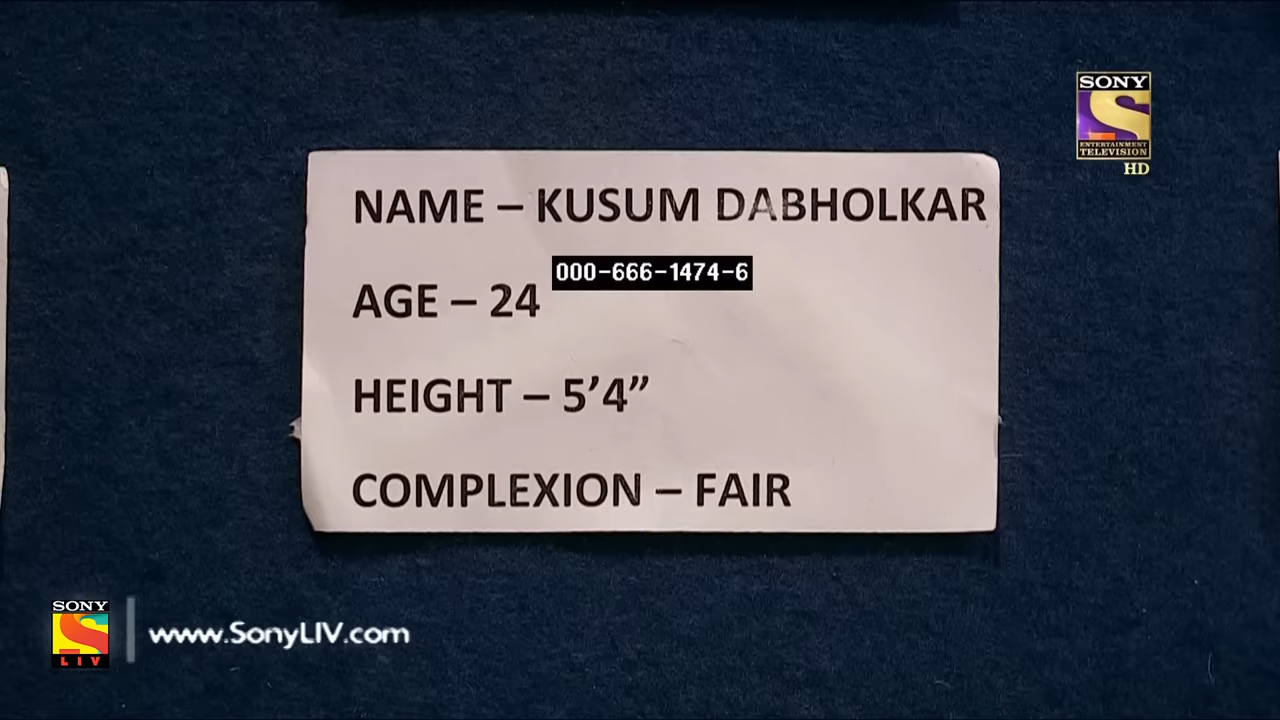 SONY
ENTERTAINMENT
TELEVISION
HD
NAME – KUSUM DABHOLKAR
000-666-1474-6
AGE – 24
HEIGHT – 5’4”
COMPLEXION – FAIR
SONY
LIV
www.SonyLIV.com